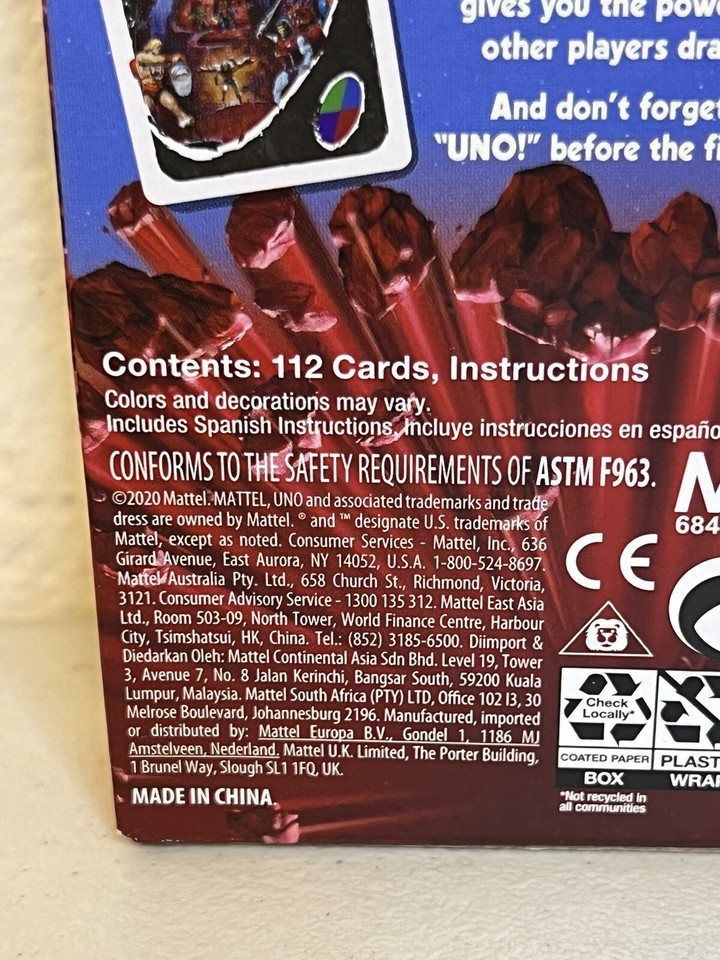 gives you the
other players
And don't forget
"UNO!" before the
Contents: 112 Cards, Instructions
Colors and decorations may vary.
Includes Spanish Instructions. Incluye instrucciones en
CONFORMS TO THE SAFETY REQUIREMENTS OF ASTM F963.
©2020 Mattel. MATTEL, UNO and associated trademarks and trade
dress are owned by Mattel. ® and ™ designate U.S. trademarks of
Mattel, except as noted. Consumer Services - Mattel, Inc., 636
Girard Avenue, East Aurora, NY 14052, U.S.A. 1-800-524-8697.
Mattel Australia Pty. Ltd., 658 Church St., Richmond, Victoria,
3121. Consumer Advisory Service - 1300 135 312. Mattel East Asia
Ltd., Room 503-09, North Tower, World Finance Centre, Harbour
City, Tsimshatsui, HK, China. Tel.: (852) 3185-6500. Diimport &
Diedarkan Oleh: Mattel Continental Asia Sdn Bhd. Level 19, Tower
3, Avenue 7, No. 8 Jalan Kerinchi, Bangsar South, 59200 Kuala
Lumpur, Malaysia. Mattel South Africa (PTY) LTD, Office 102 I3, 30
Melrose Boulevard, Johannesburg 2196. Manufactured, imported
or distributed by: Mattel Europa B.V., Gondel 1, 1186 MJ
Amstelveen, Nederland. Mattel U.K. Limited, The Porter Building,
1 Brunel Way, Slough SL1 1FQ, UK.
MADE IN CHINA.
684
CE
Check
Locally*
COATED PAPER
BOX
PLAST
WRAP
*Not recycled in
all communities